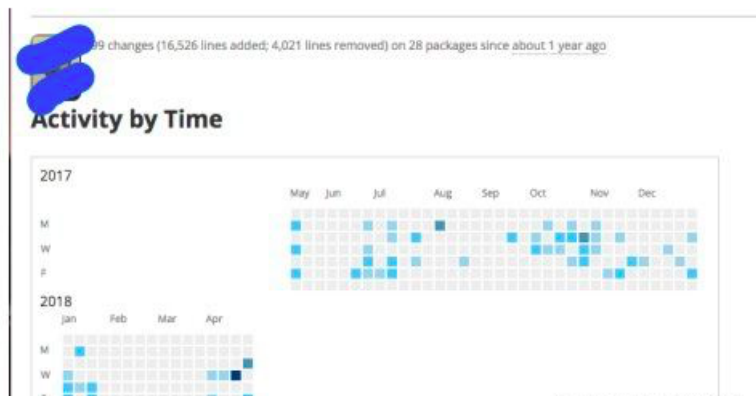 changes (16,526 lines added; 4,021 lines removed) on 28 packages since about 1 year ago
Activity by Time
2017
May Jun Jul Aug Sep Oct Nov Dec
M
W
F
2018
Jan Feb Mar Apr
M
W